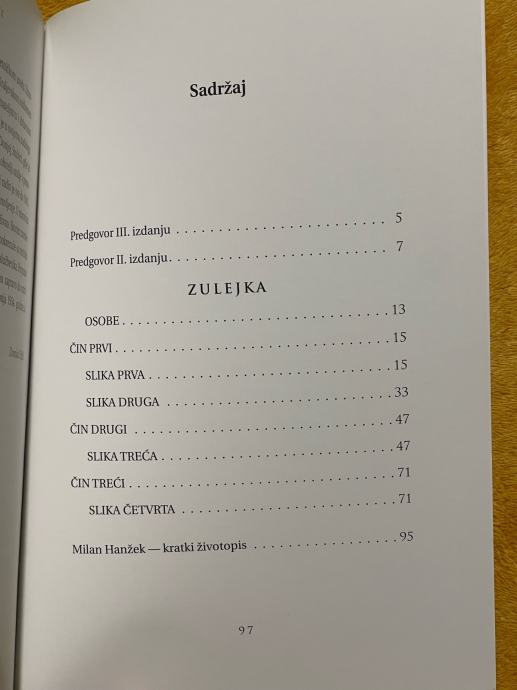 Sadržaj
Predgovor III. izdanju . . . . . . . . . . . . . . . . . . . . . . . . . . . 5
Predgovor II. izdanju . . . . . . . . . . . . . . . . . . . . . . . . . . . 7
ZULEJKA
OSOBE . . . . . . . . . . . . . . . . . . . . . . . . . . . . . . . . . 13
ČIN PRVI . . . . . . . . . . . . . . . . . . . . . . . . . . . . . . . . . 15
SLIKA PRVA . . . . . . . . . . . . . . . . . . . . . . . . . . . . . . 15
SLIKA DRUGA . . . . . . . . . . . . . . . . . . . . . . . . . . . . 33
ČIN DRUGI . . . . . . . . . . . . . . . . . . . . . . . . . . . . . . . . 47
SLIKA TREĆA . . . . . . . . . . . . . . . . . . . . . . . . . . . . . 47
ČIN TREĆI . . . . . . . . . . . . . . . . . . . . . . . . . . . . . . . . 71
SLIKA ČETVRTA . . . . . . . . . . . . . . . . . . . . . . . . . . 71
Milan Hanžek — kratki životopis . . . . . . . . . . . . . . . . . 95
97